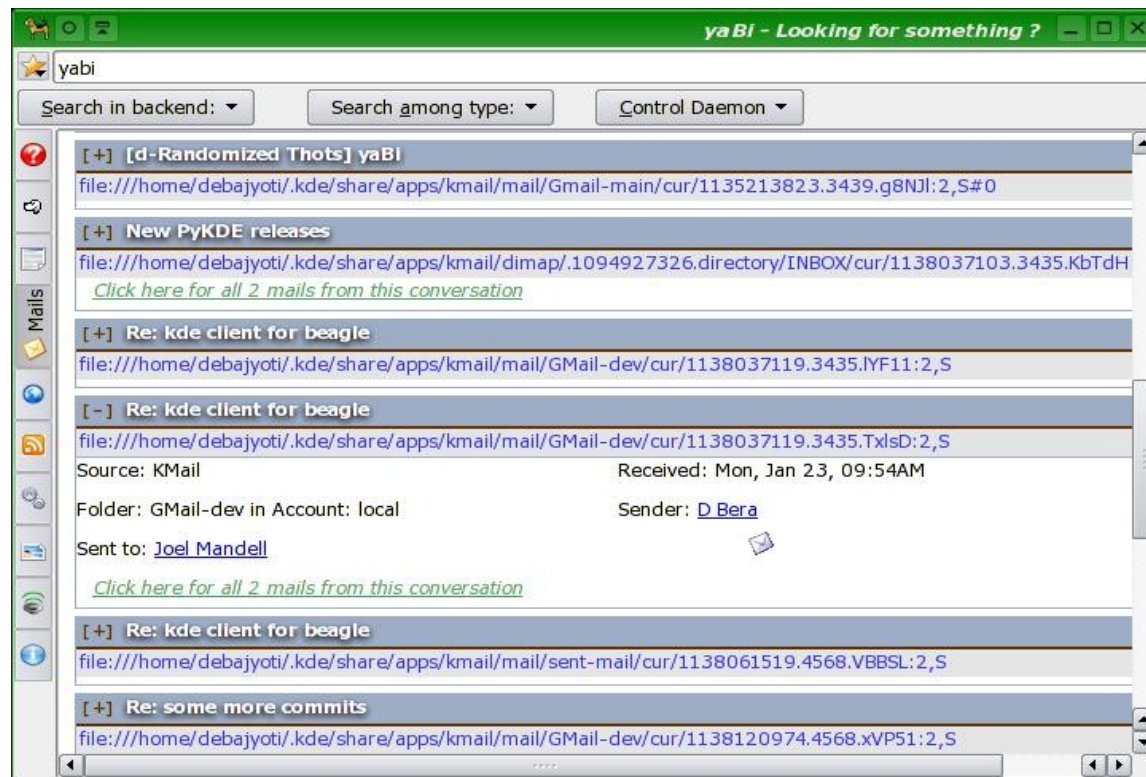 yaBi - Looking for something ?
yabi
Search in backend:
Search among type:
Control Daemon
Mails
[+] [d-Randomized Thots] yaBi
file:///home/debajyoti/.kde/share/apps/kmail/mail/Gmail-main/cur/1135213823.3439.g8NJl:2,S#0
[+] New PyKDE releases
file:///home/debajyoti/.kde/share/apps/kmail/dimap/.1094927326.directory/INBOX/cur/1138037103.3435.KbTdH
Click here for all 2 mails from this conversation
[+] Re: kde client for beagle
file:///home/debajyoti/.kde/share/apps/kmail/mail/GMail-dev/cur/1138037119.3435.lYF11:2,S
[-] Re: kde client for beagle
file:///home/debajyoti/.kde/share/apps/kmail/mail/GMail-dev/cur/1138037119.3435.TxlsD:2,S
Source: KMail Received: Mon, Jan 23, 09:54AM
Folder: GMail-dev in Account: local Sender: D Bera
Sent to: Joel Mandell
Click here for all 2 mails from this conversation
[+] Re: kde client for beagle
file:///home/debajyoti/.kde/share/apps/kmail/mail/sent-mail/cur/1138061519.4568.VBBSL:2,S
[+] Re: some more commits
file:///home/debajyoti/.kde/share/apps/kmail/mail/GMail-dev/cur/1138120974.4568.xVP51:2,S